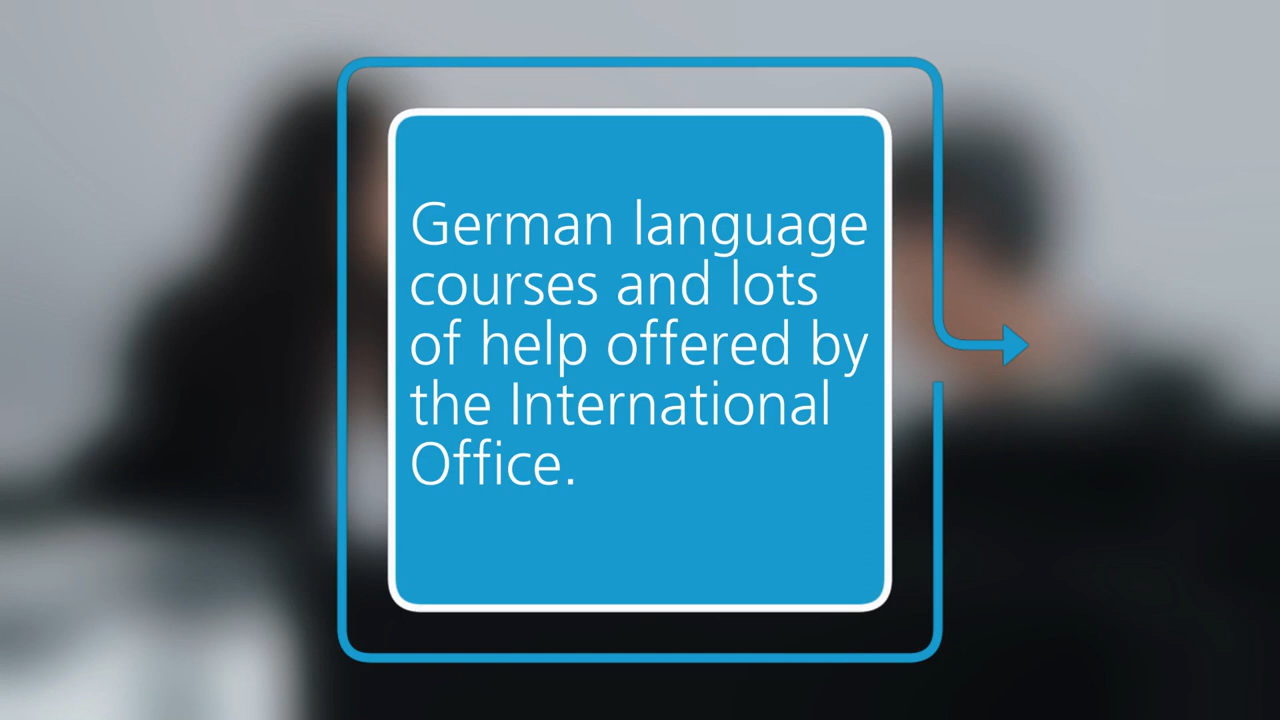 German language
courses and lots
of help offered by
the International
Office.